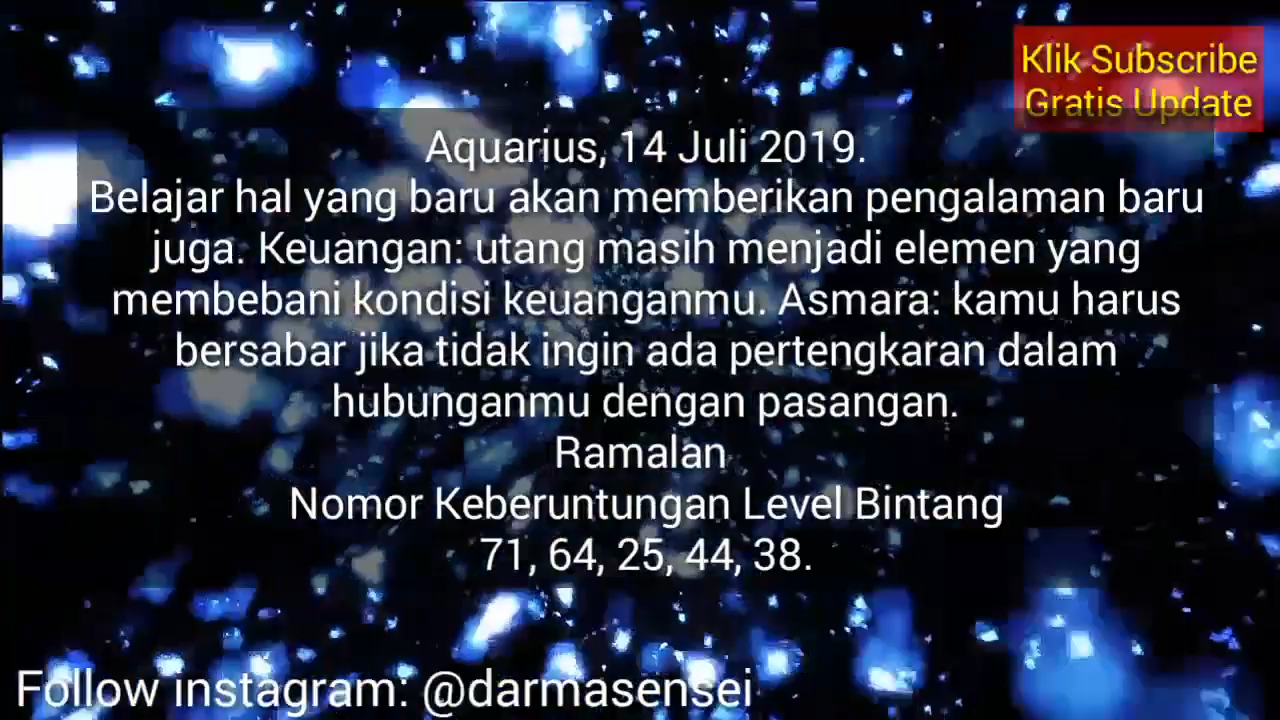 Klik Subscribe
Gratis Update
Aquarius, 14 Juli 2019.
Belajar hal yang baru akan memberikan pengalaman baru
juga. Keuangan: utang masih menjadi elemen yang
membebani kondisi keuanganmu. Asmara: kamu harus
bersabar jika tidak ingin ada pertengkaran dalam
hubunganmu dengan pasangan.
Ramalan
Nomor Keberuntungan Level Bintang
71, 64, 25, 44, 38.
Follow instagram: @darmasensei